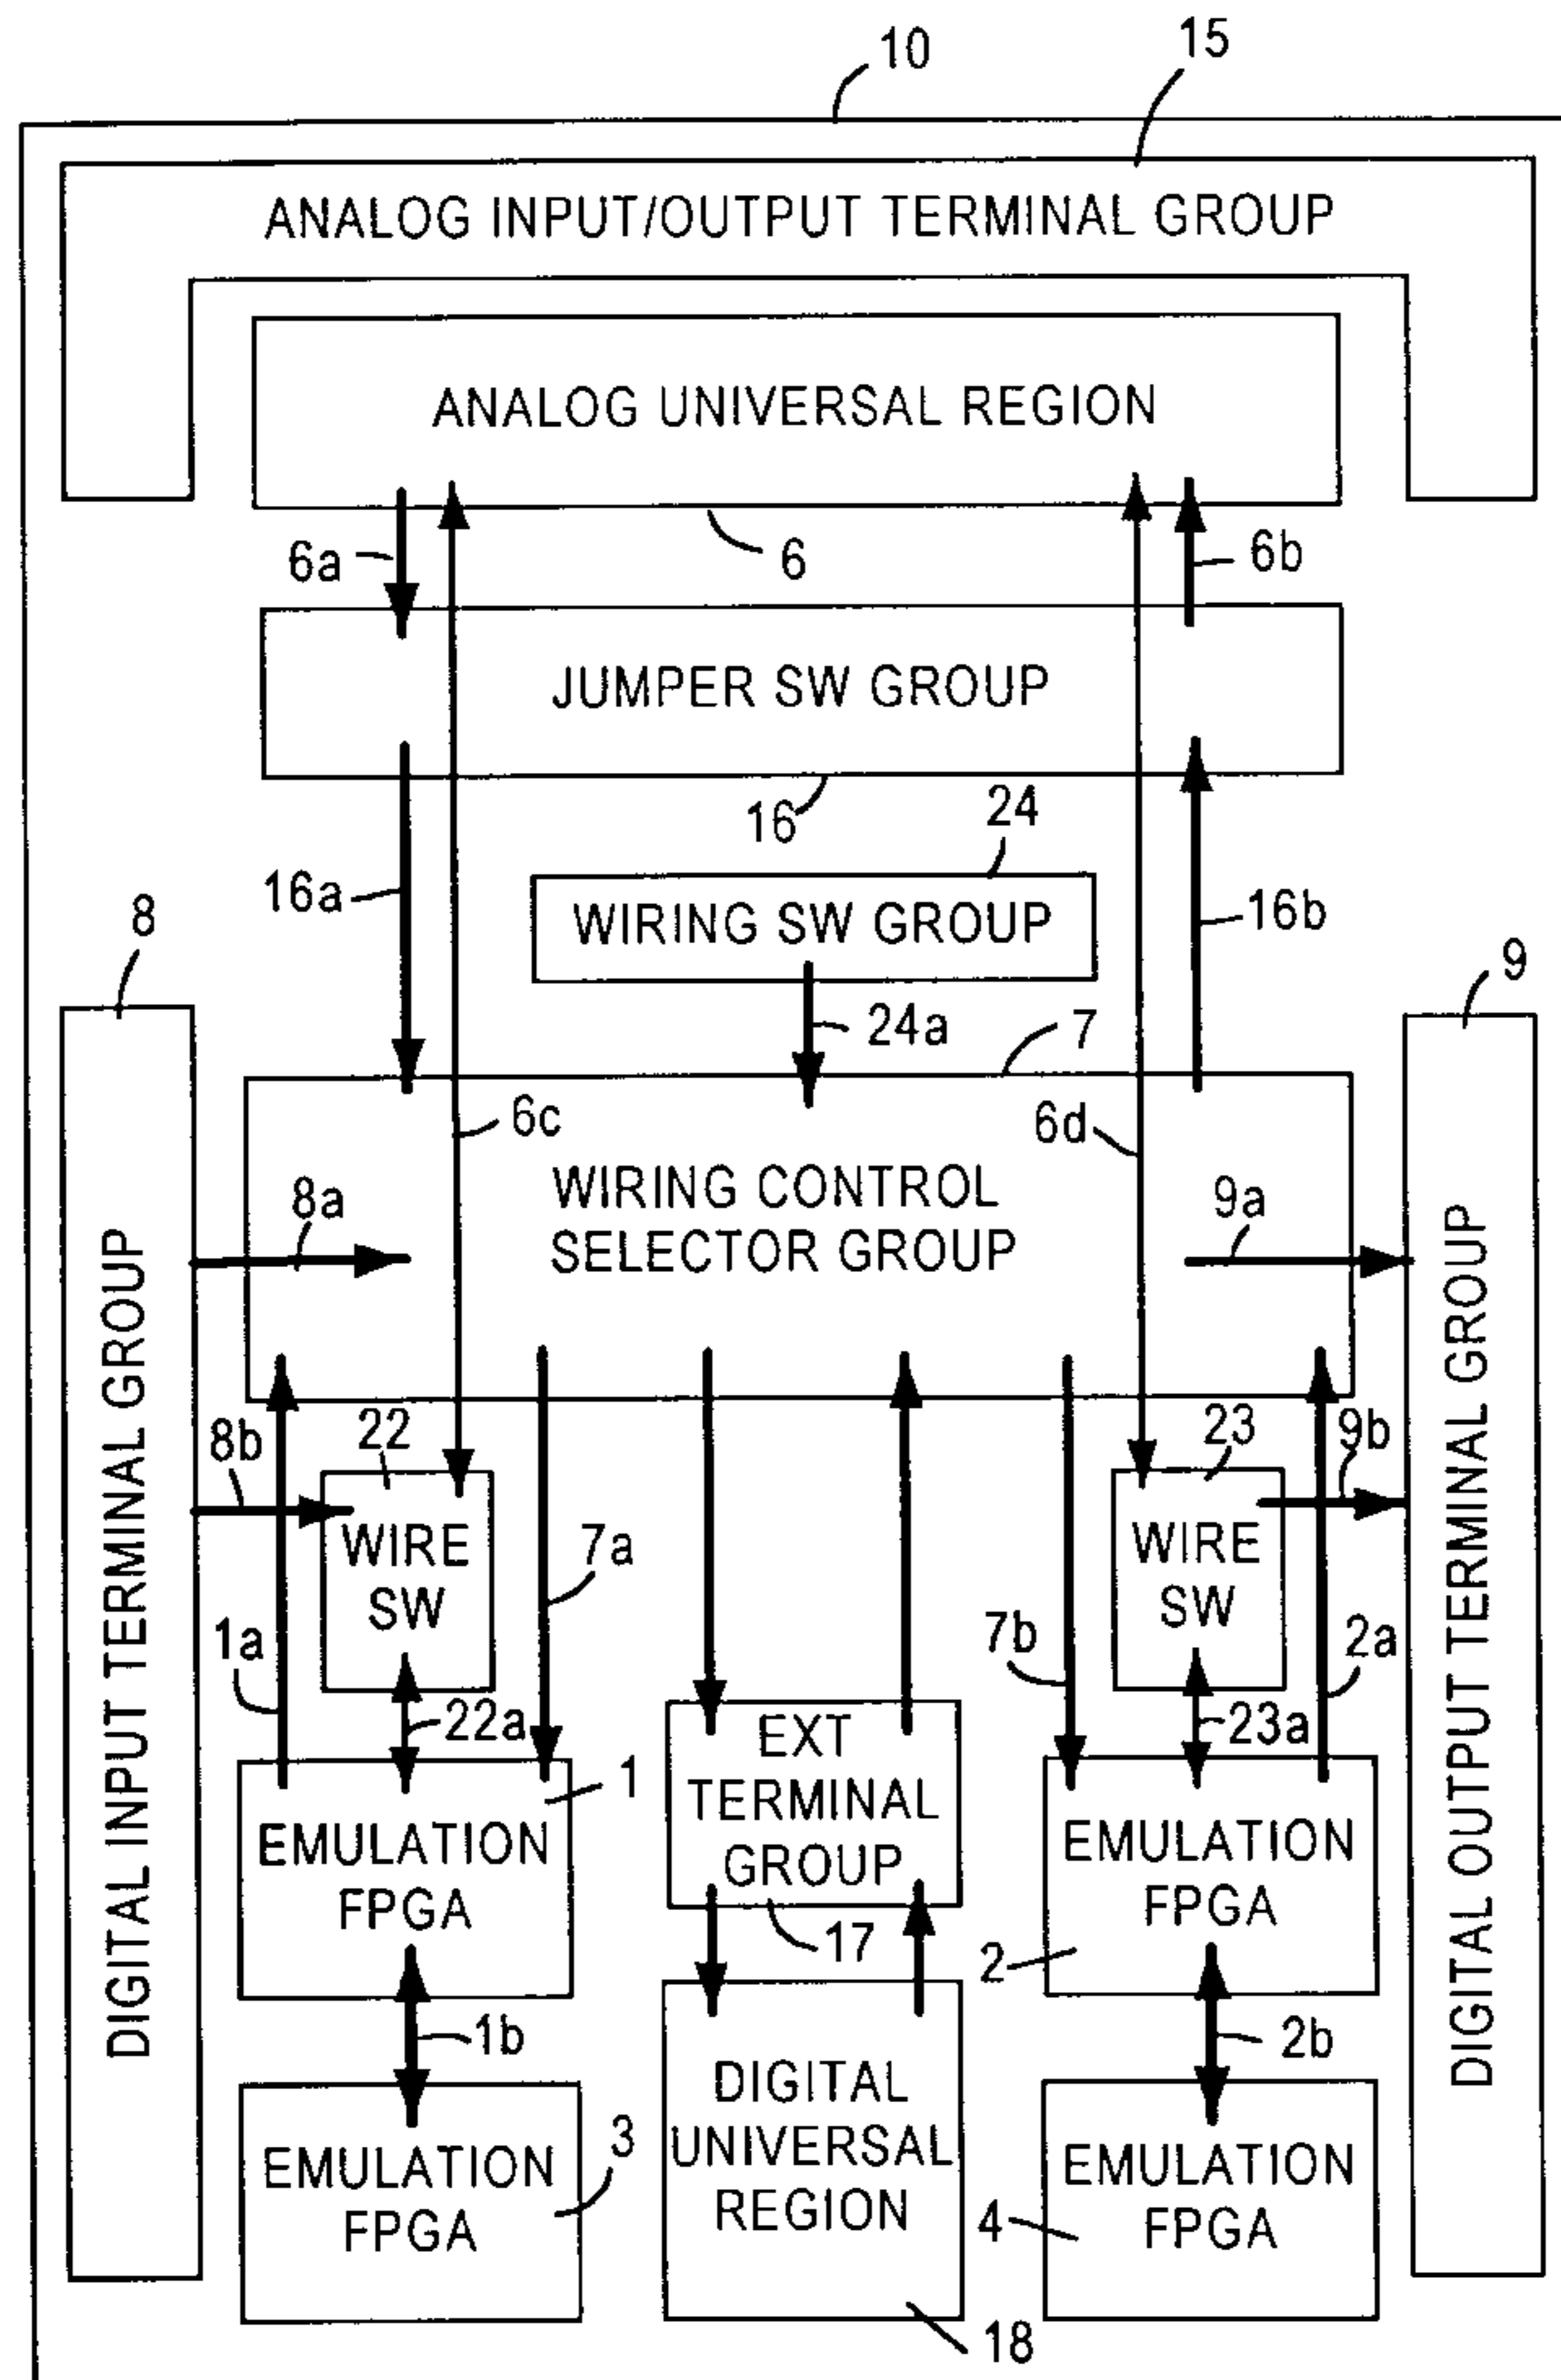 10
15
ANALOG INPUT/OUTPUT TERMINAL GROUP
ANALOG UNIVERSAL REGION
6a
6
6b
JUMPER SW GROUP
16
24
16a
WIRING SW GROUP
16b
8
9
24a
7
6c
6d
WIRING CONTROL
SELECTOR GROUP
8a
9a
DIGITAL INPUT TERMINAL GROUP
DIGITAL OUTPUT TERMINAL GROUP
8b
22
23
9b
WIRE
SW
7a
WIRE
SW
1a
7b
2a
22a
23a
EXT
TERMINAL
GROUP
1
EMULATION
FPGA
EMULATION
FPGA
17
2
1b
2b
DIGITAL
UNIVERSAL
REGION
EMULATION
FPGA
3
4
EMULATION
FPGA
18